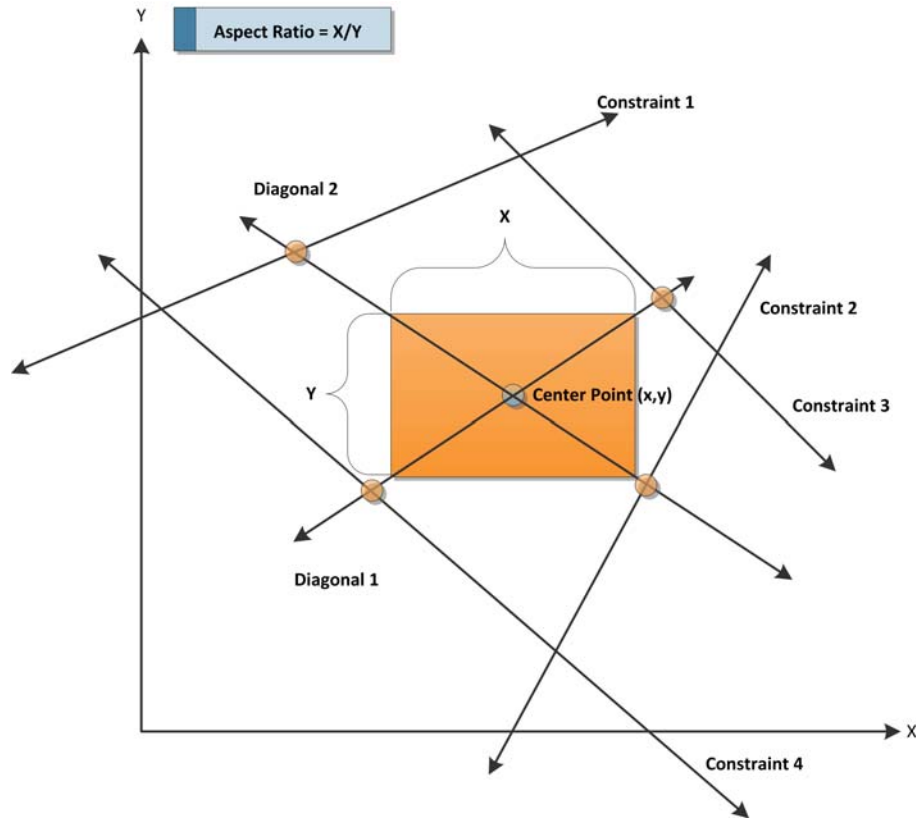 Y
Aspect Ratio = X/Y
Constraint 1
Diagonal 2
X
Constraint 2
Y
Center Point (x,y)
Constraint 3
Diagonal 1
X
Constraint 4